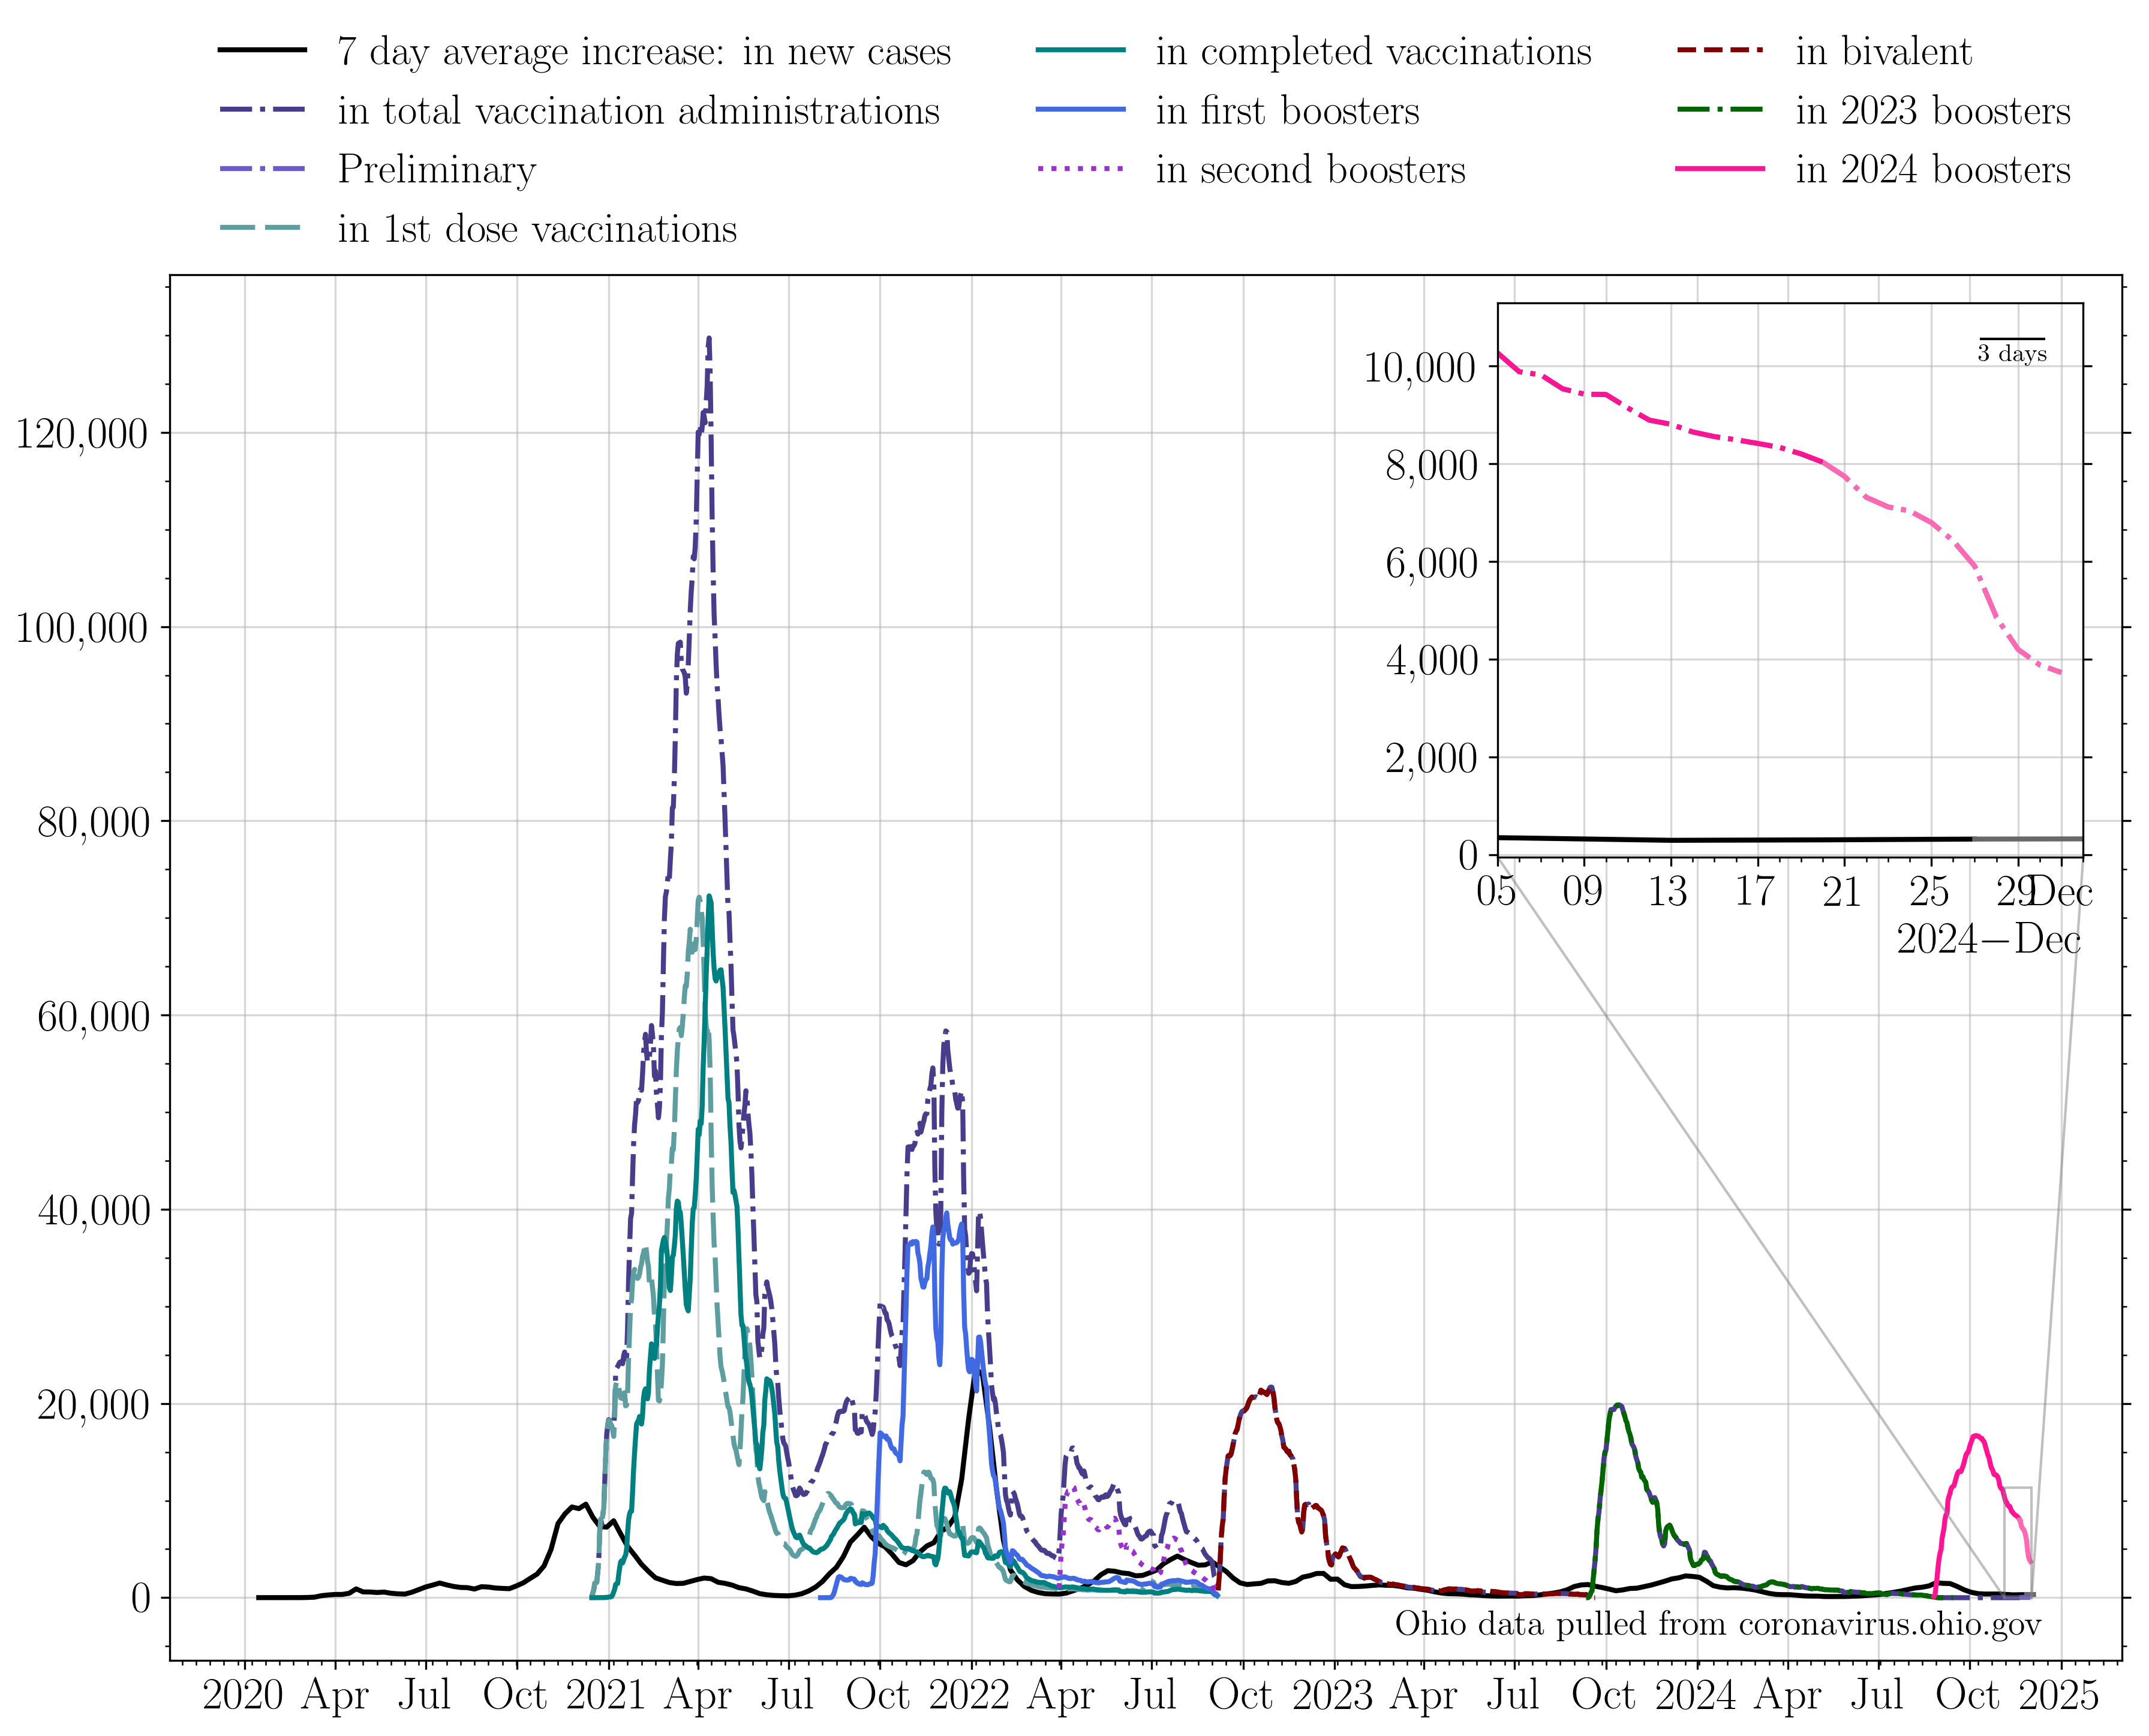 7 day average increase: in new cases
in total vaccination administrations
Preliminary
in 1st dose vaccinations
in completed vaccinations
in first boosters
in second boosters
in bivalent
in 2023 boosters
in 2024 boosters
120,000
100,000
80,000
60,000
40,000
20,000
0
10,000
8,000
6,000
4,000
2,000
0
3 days
05 09 13 17 21 25 29 Dec
2024−Dec
Ohio data pulled from coronavirus.ohio.gov
2020 Apr Jul Oct 2021 Apr Jul Oct 2022 Apr Jul Oct 2023 Apr Jul Oct 2024 Apr Jul Oct 2025